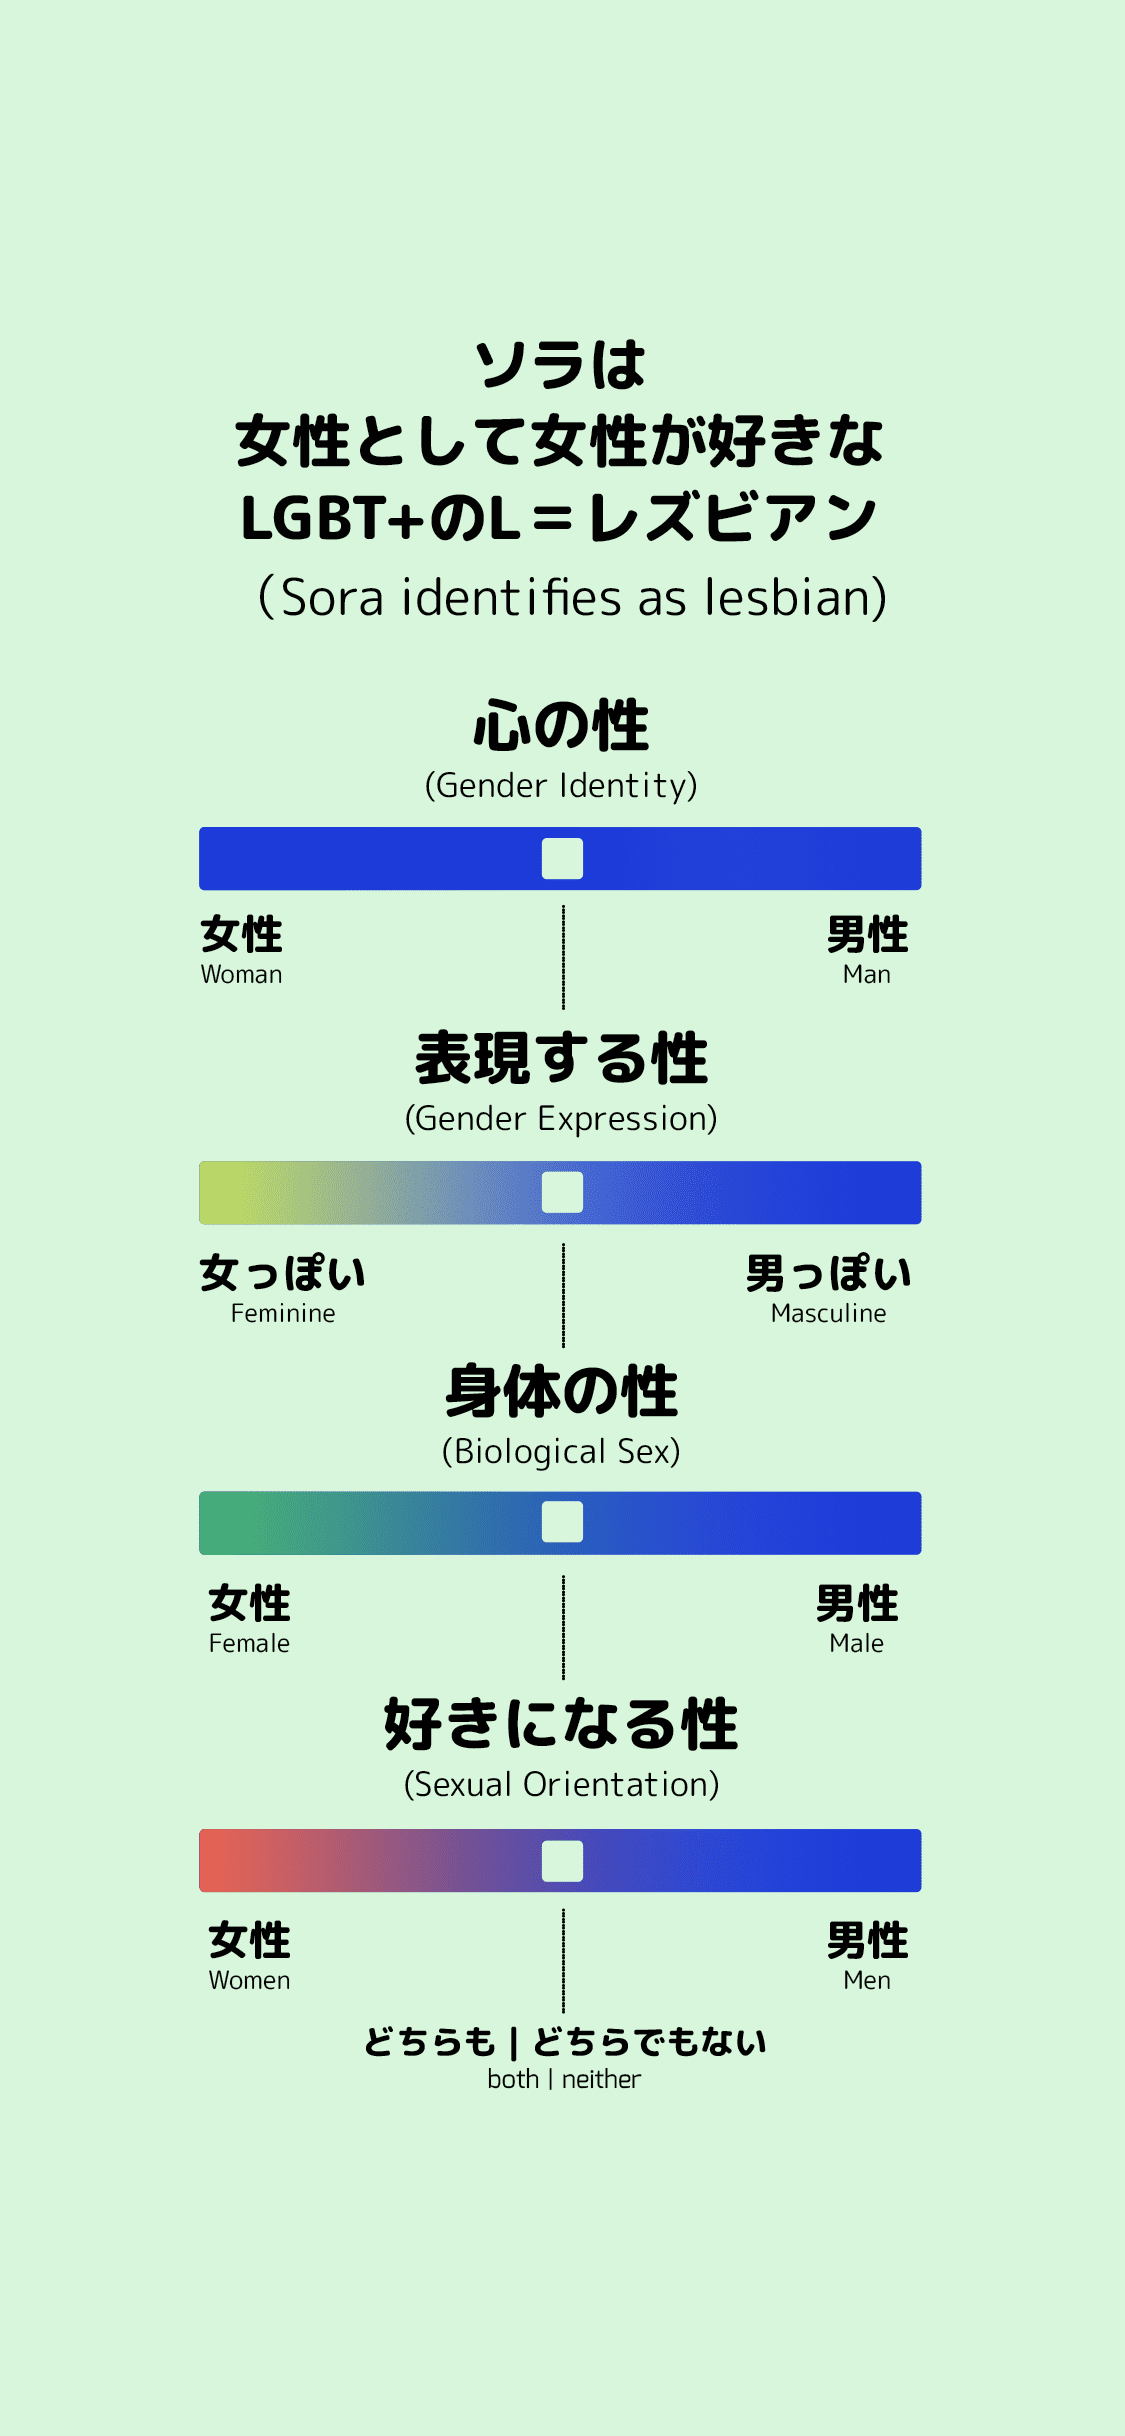 ソラは
女性として女性が好きな
LGBT+のL＝レズビアン
（Sora identifies as lesbian)
心の性
(Gender Identity)
女性 男性
Woman Man
表現する性
(Gender Expression)
女っぽい 男っぽい
Feminine Masculine
身体の性
(Biological Sex)
女性 男性
Female Male
好きになる性
(Sexual Orientation)
女性 男性
Women Men
どちらも | どちらでもない
both | neither